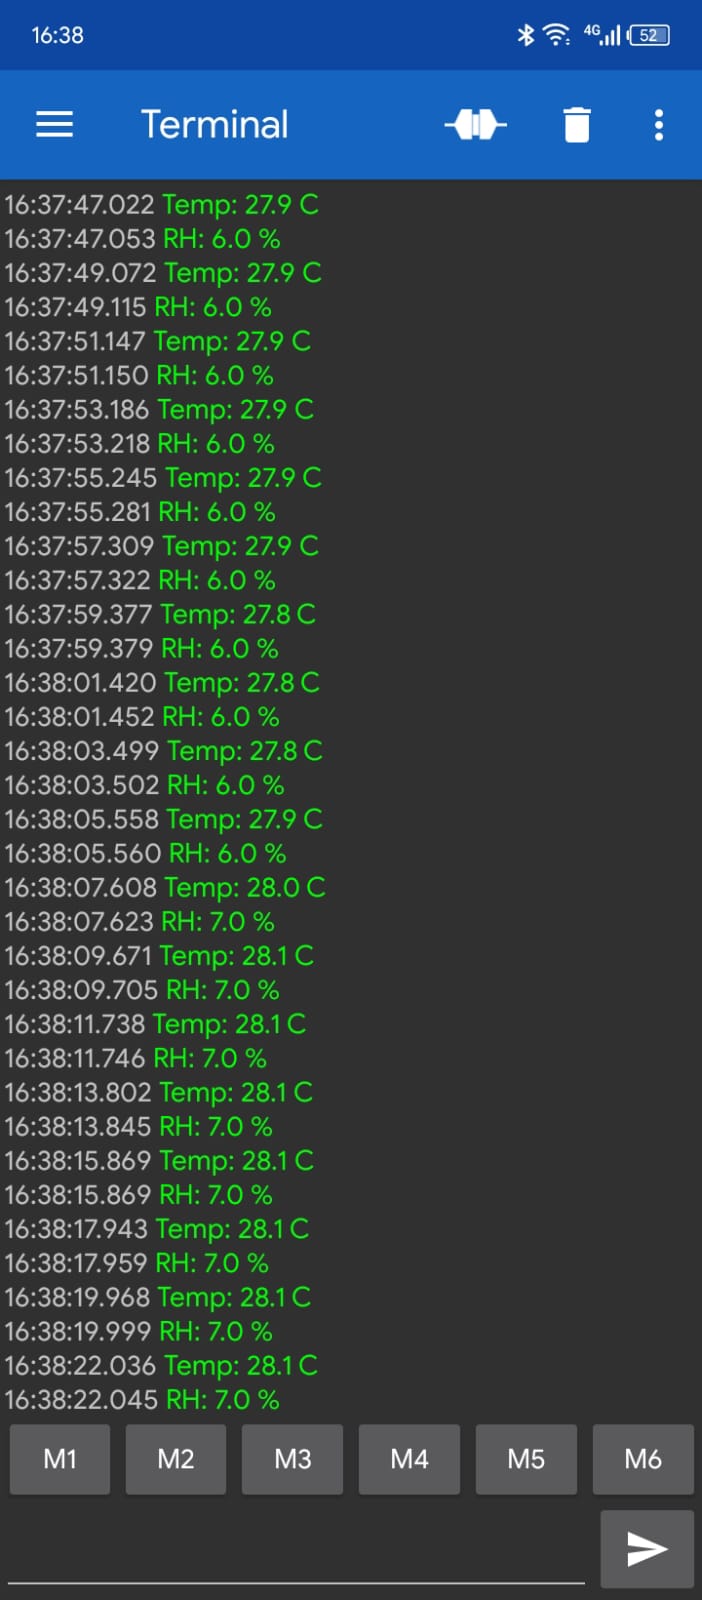 16:38
4G
52
Terminal
16:37:47.022 Temp: 27.9 C
16:37:47.053 RH: 6.0 %
16:37:49.072 Temp: 27.9 C
16:37:49.115 RH: 6.0 %
16:37:51.147 Temp: 27.9 C
16:37:51.150 RH: 6.0 %
16:37:53.186 Temp: 27.9 C
16:37:53.218 RH: 6.0 %
16:37:55.245 Temp: 27.9 C
16:37:55.281 RH: 6.0 %
16:37:57.309 Temp: 27.9 C
16:37:57.322 RH: 6.0 %
16:37:59.377 Temp: 27.8 C
16:37:59.379 RH: 6.0 %
16:38:01.420 Temp: 27.8 C
16:38:01.452 RH: 6.0 %
16:38:03.499 Temp: 27.8 C
16:38:03.502 RH: 6.0 %
16:38:05.558 Temp: 27.9 C
16:38:05.560 RH: 6.0 %
16:38:07.608 Temp: 28.0 C
16:38:07.623 RH: 7.0 %
16:38:09.671 Temp: 28.1 C
16:38:09.705 RH: 7.0 %
16:38:11.738 Temp: 28.1 C
16:38:11.746 RH: 7.0 %
16:38:13.802 Temp: 28.1 C
16:38:13.845 RH: 7.0 %
16:38:15.869 Temp: 28.1 C
16:38:15.869 RH: 7.0 %
16:38:17.943 Temp: 28.1 C
16:38:17.959 RH: 7.0 %
16:38:19.968 Temp: 28.1 C
16:38:19.999 RH: 7.0 %
16:38:22.036 Temp: 28.1 C
16:38:22.045 RH: 7.0 %
M1 M2 M3 M4 M5 M6